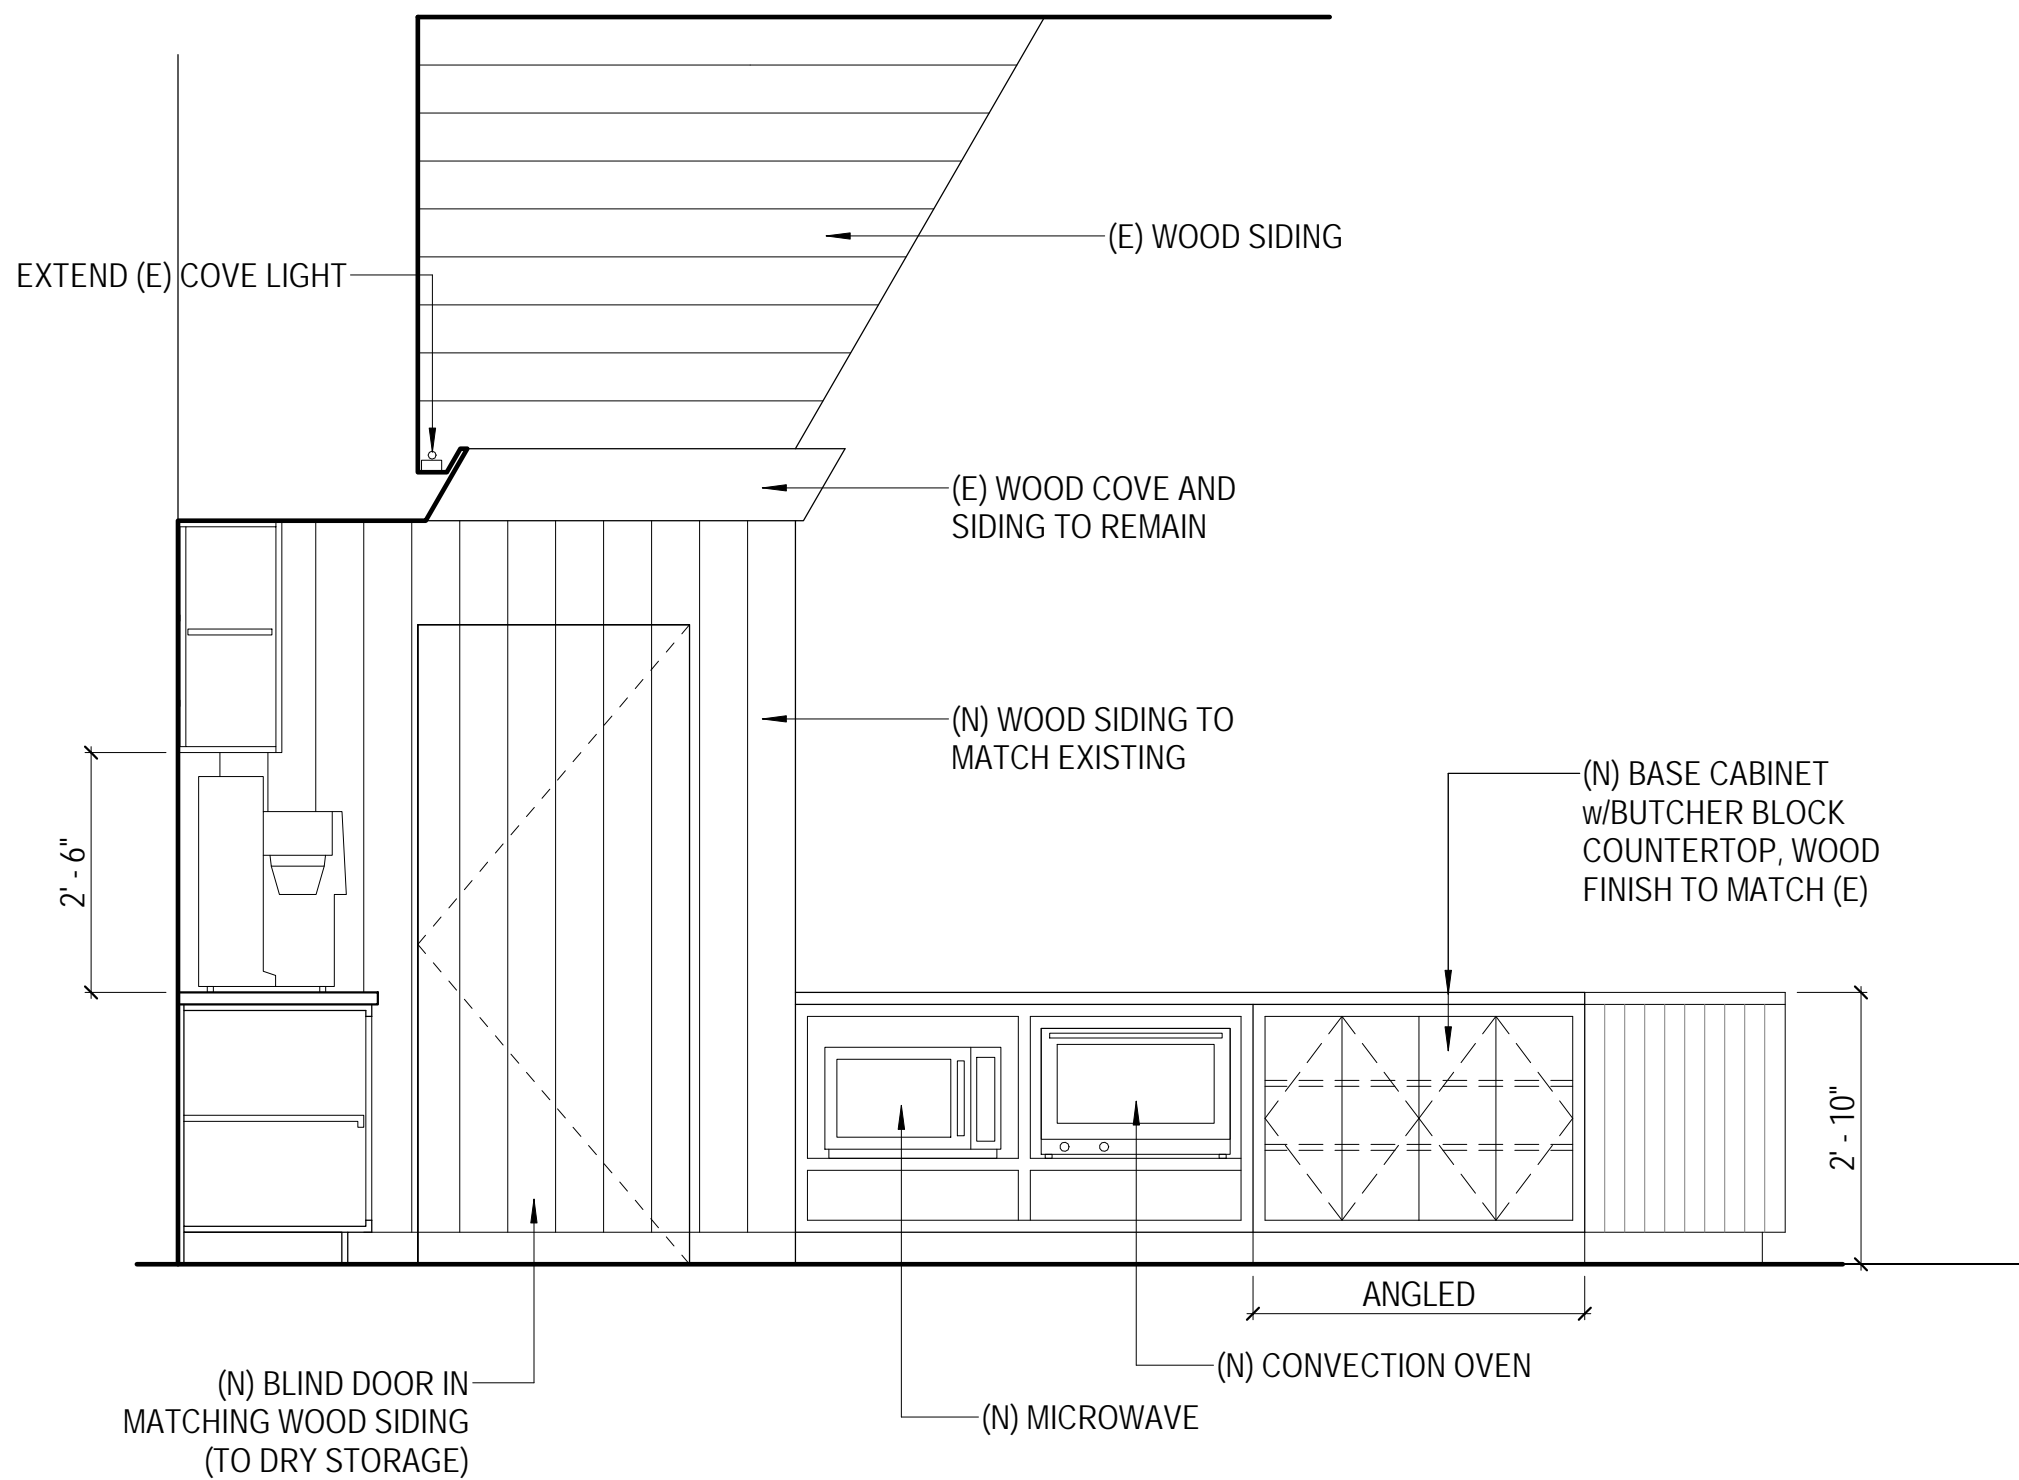 (E) WOOD SIDING
EXTEND (E) COVE LIGHT
(E) WOOD COVE AND
SIDING TO REMAIN
(N) WOOD SIDING TO
MATCH EXISTING
(N) BASE CABINET
w/BUTCHER BLOCK
COUNTERTOP, WOOD
FINISH TO MATCH (E)
2' - 6"
2' - 10"
ANGLED
(N) CONVECTION OVEN
(N) MICROWAVE
(N) BLIND DOOR IN
MATCHING WOOD SIDING
(TO DRY STORAGE)